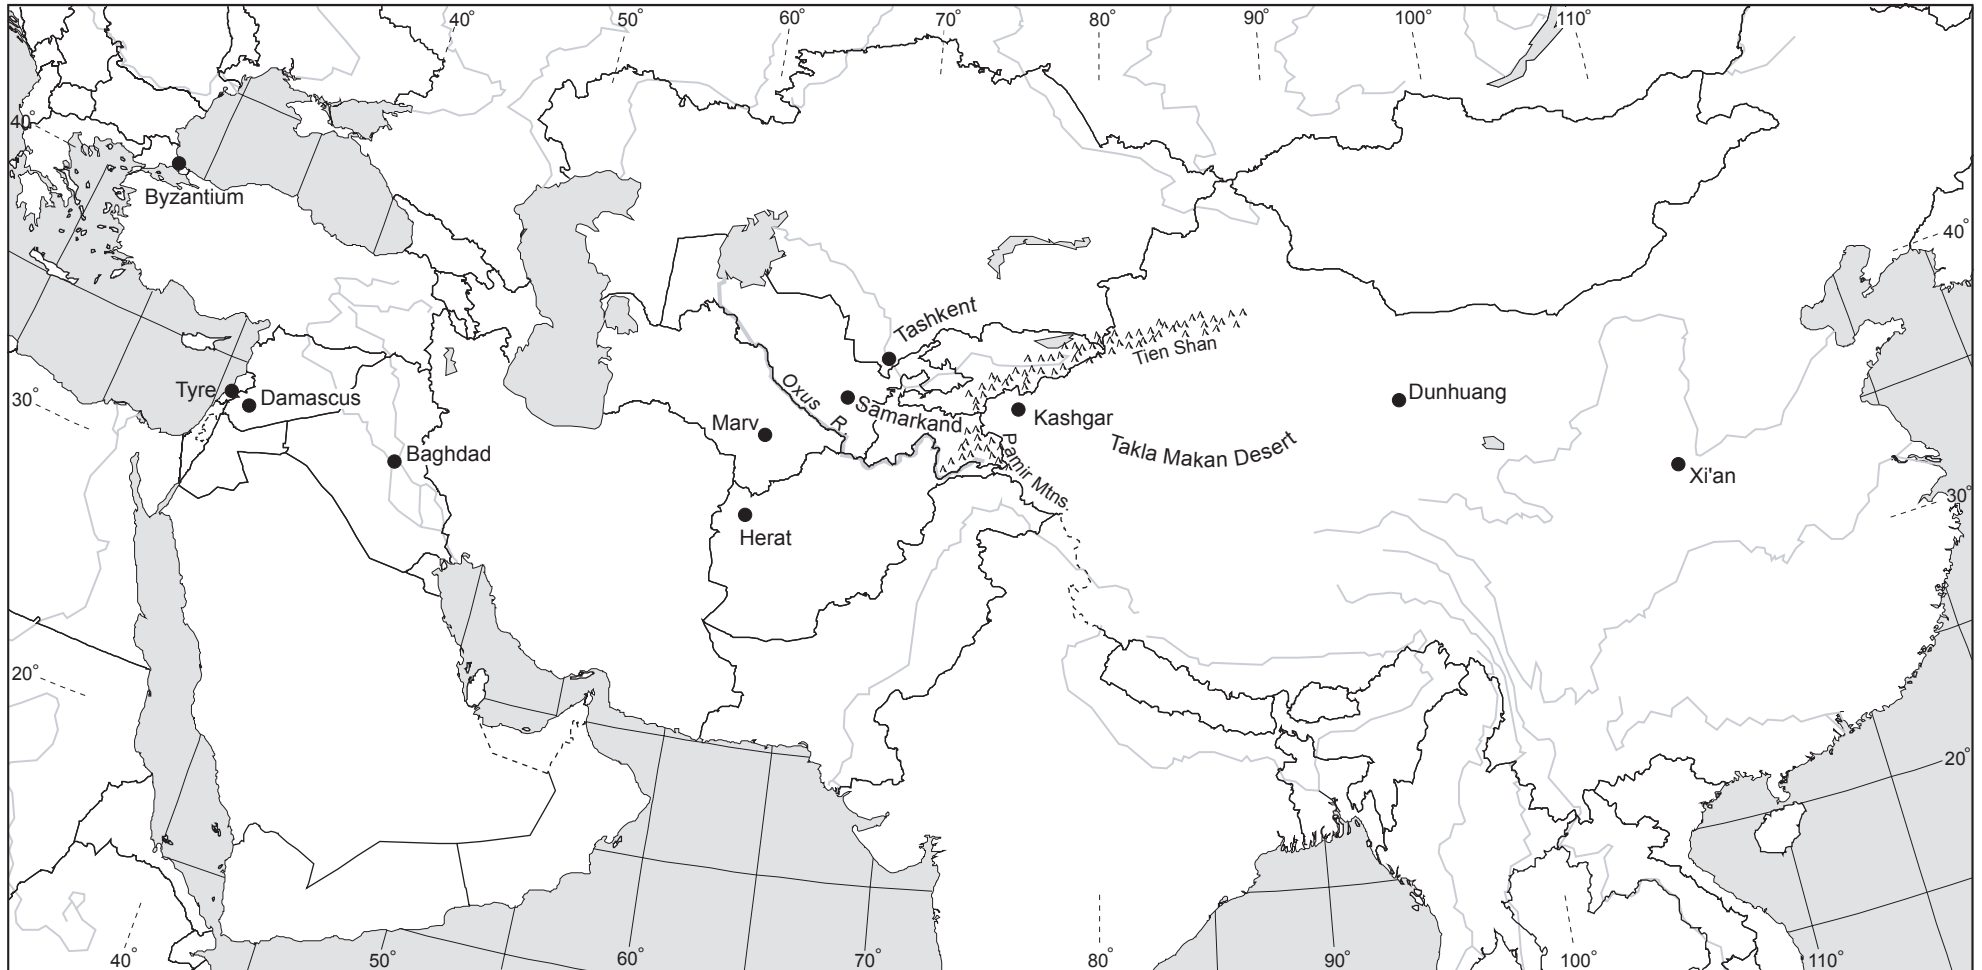 40°
50°
60°
70°
80°
90°
100°
110°
40°
Byzantium
40°
Tashkent
Tien Shan
Tyre
Damascus
30°
Oxus R.
Samarkand
Marv
Kashgar
Dunhuang
Baghdad
Pamir Mtns.
Takla Makan Desert
Xi'an
30°
Herat
20°
20°
40°
50°
60°
70°
80°
90°
100°
110°